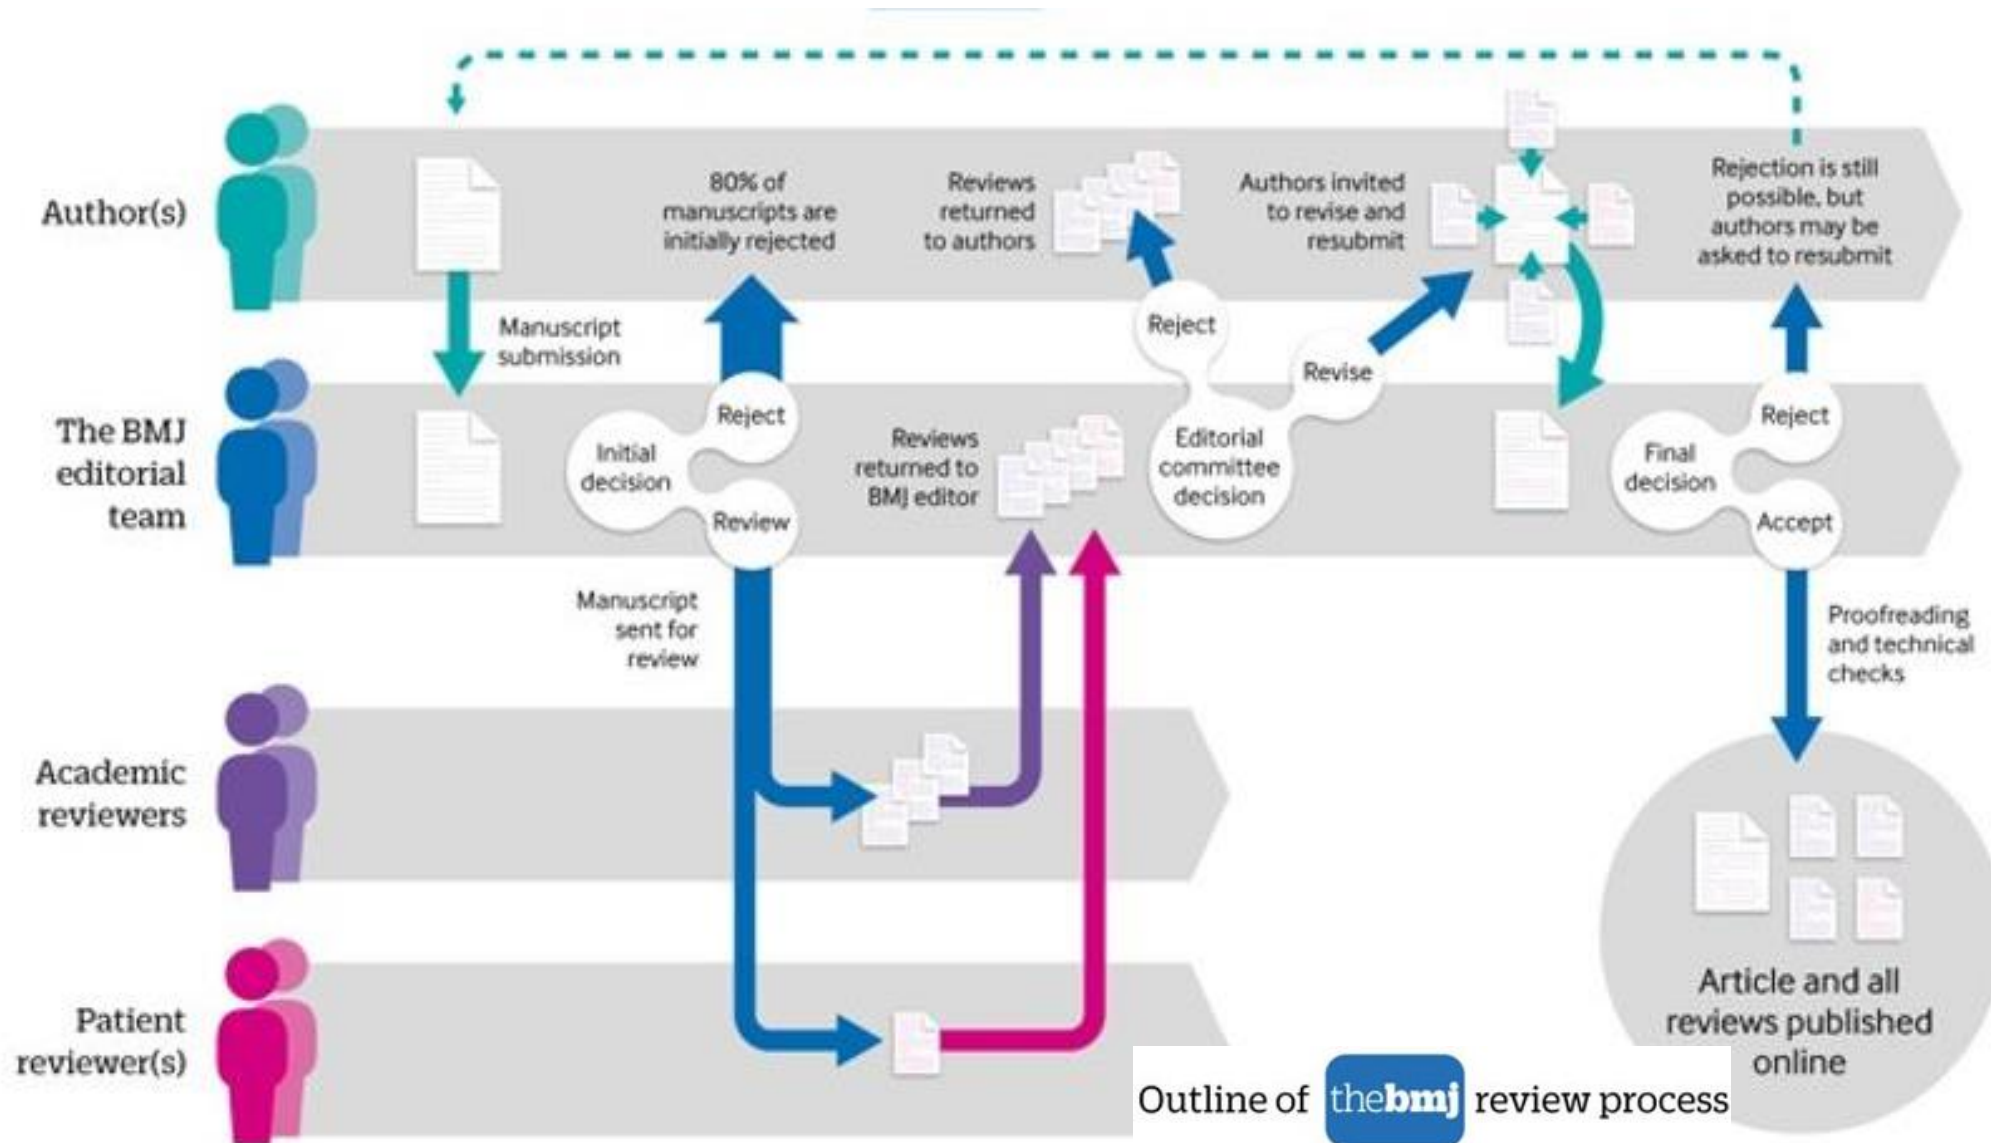 Author(s)
80% of
manuscripts are
initially rejected
Reviews
returned
to authors
Authors invited
to revise and
resubmit
Rejection is still
possible, but
authors may be
asked to resubmit
Manuscript
submission
Reject
Revise
The BMJ
editorial
team
Initial
decision
Reject
Review
Reviews
returned to
BMJ editor
Editorial
committee
decision
Final
decision
Reject
Accept
Manuscript
sent for
review
Proofreading
and technical
checks
Academic
reviewers
Patient
reviewer(s)
Article and all
reviews published
online
Outline of thebmj review process